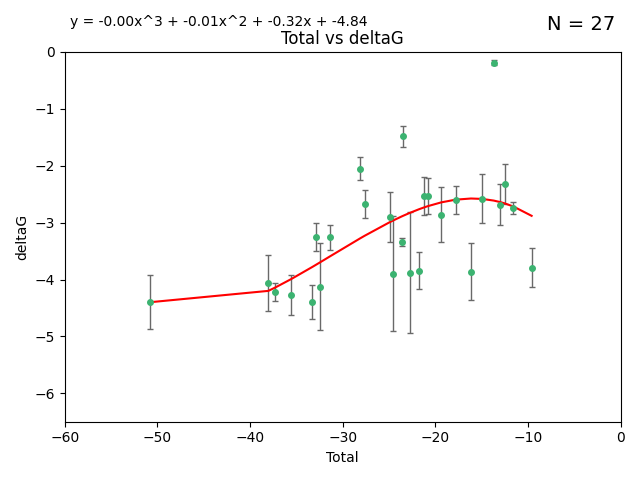 y = -0.00x^3 + -0.01x^2 + -0.32x + -4.84
N = 27
Total vs deltaG
0
−1
−2
−3
−4
−5
−6
deltaG
−60 −50 −40 −30 −20 −10 0
Total